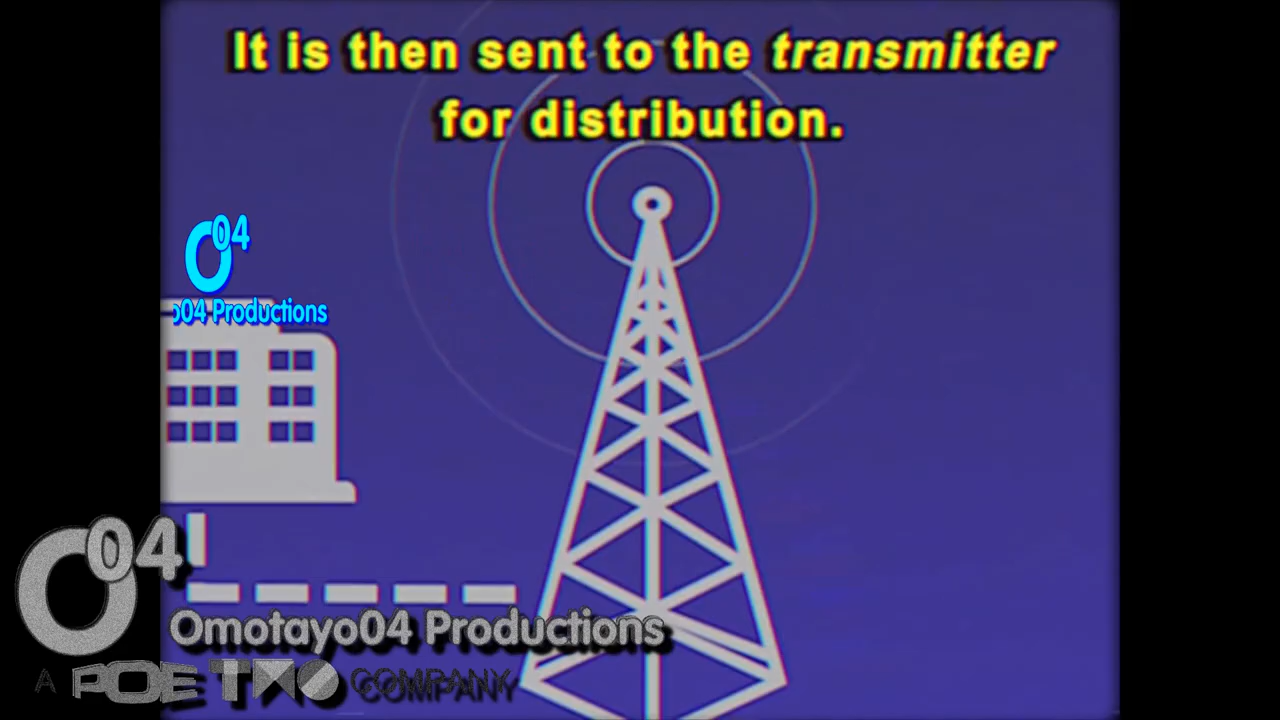 It is then sent to the transmitter
for distribution.
O04
o04 Productions
O04
Omotayo04 Productions
A POE TWO COMPANY